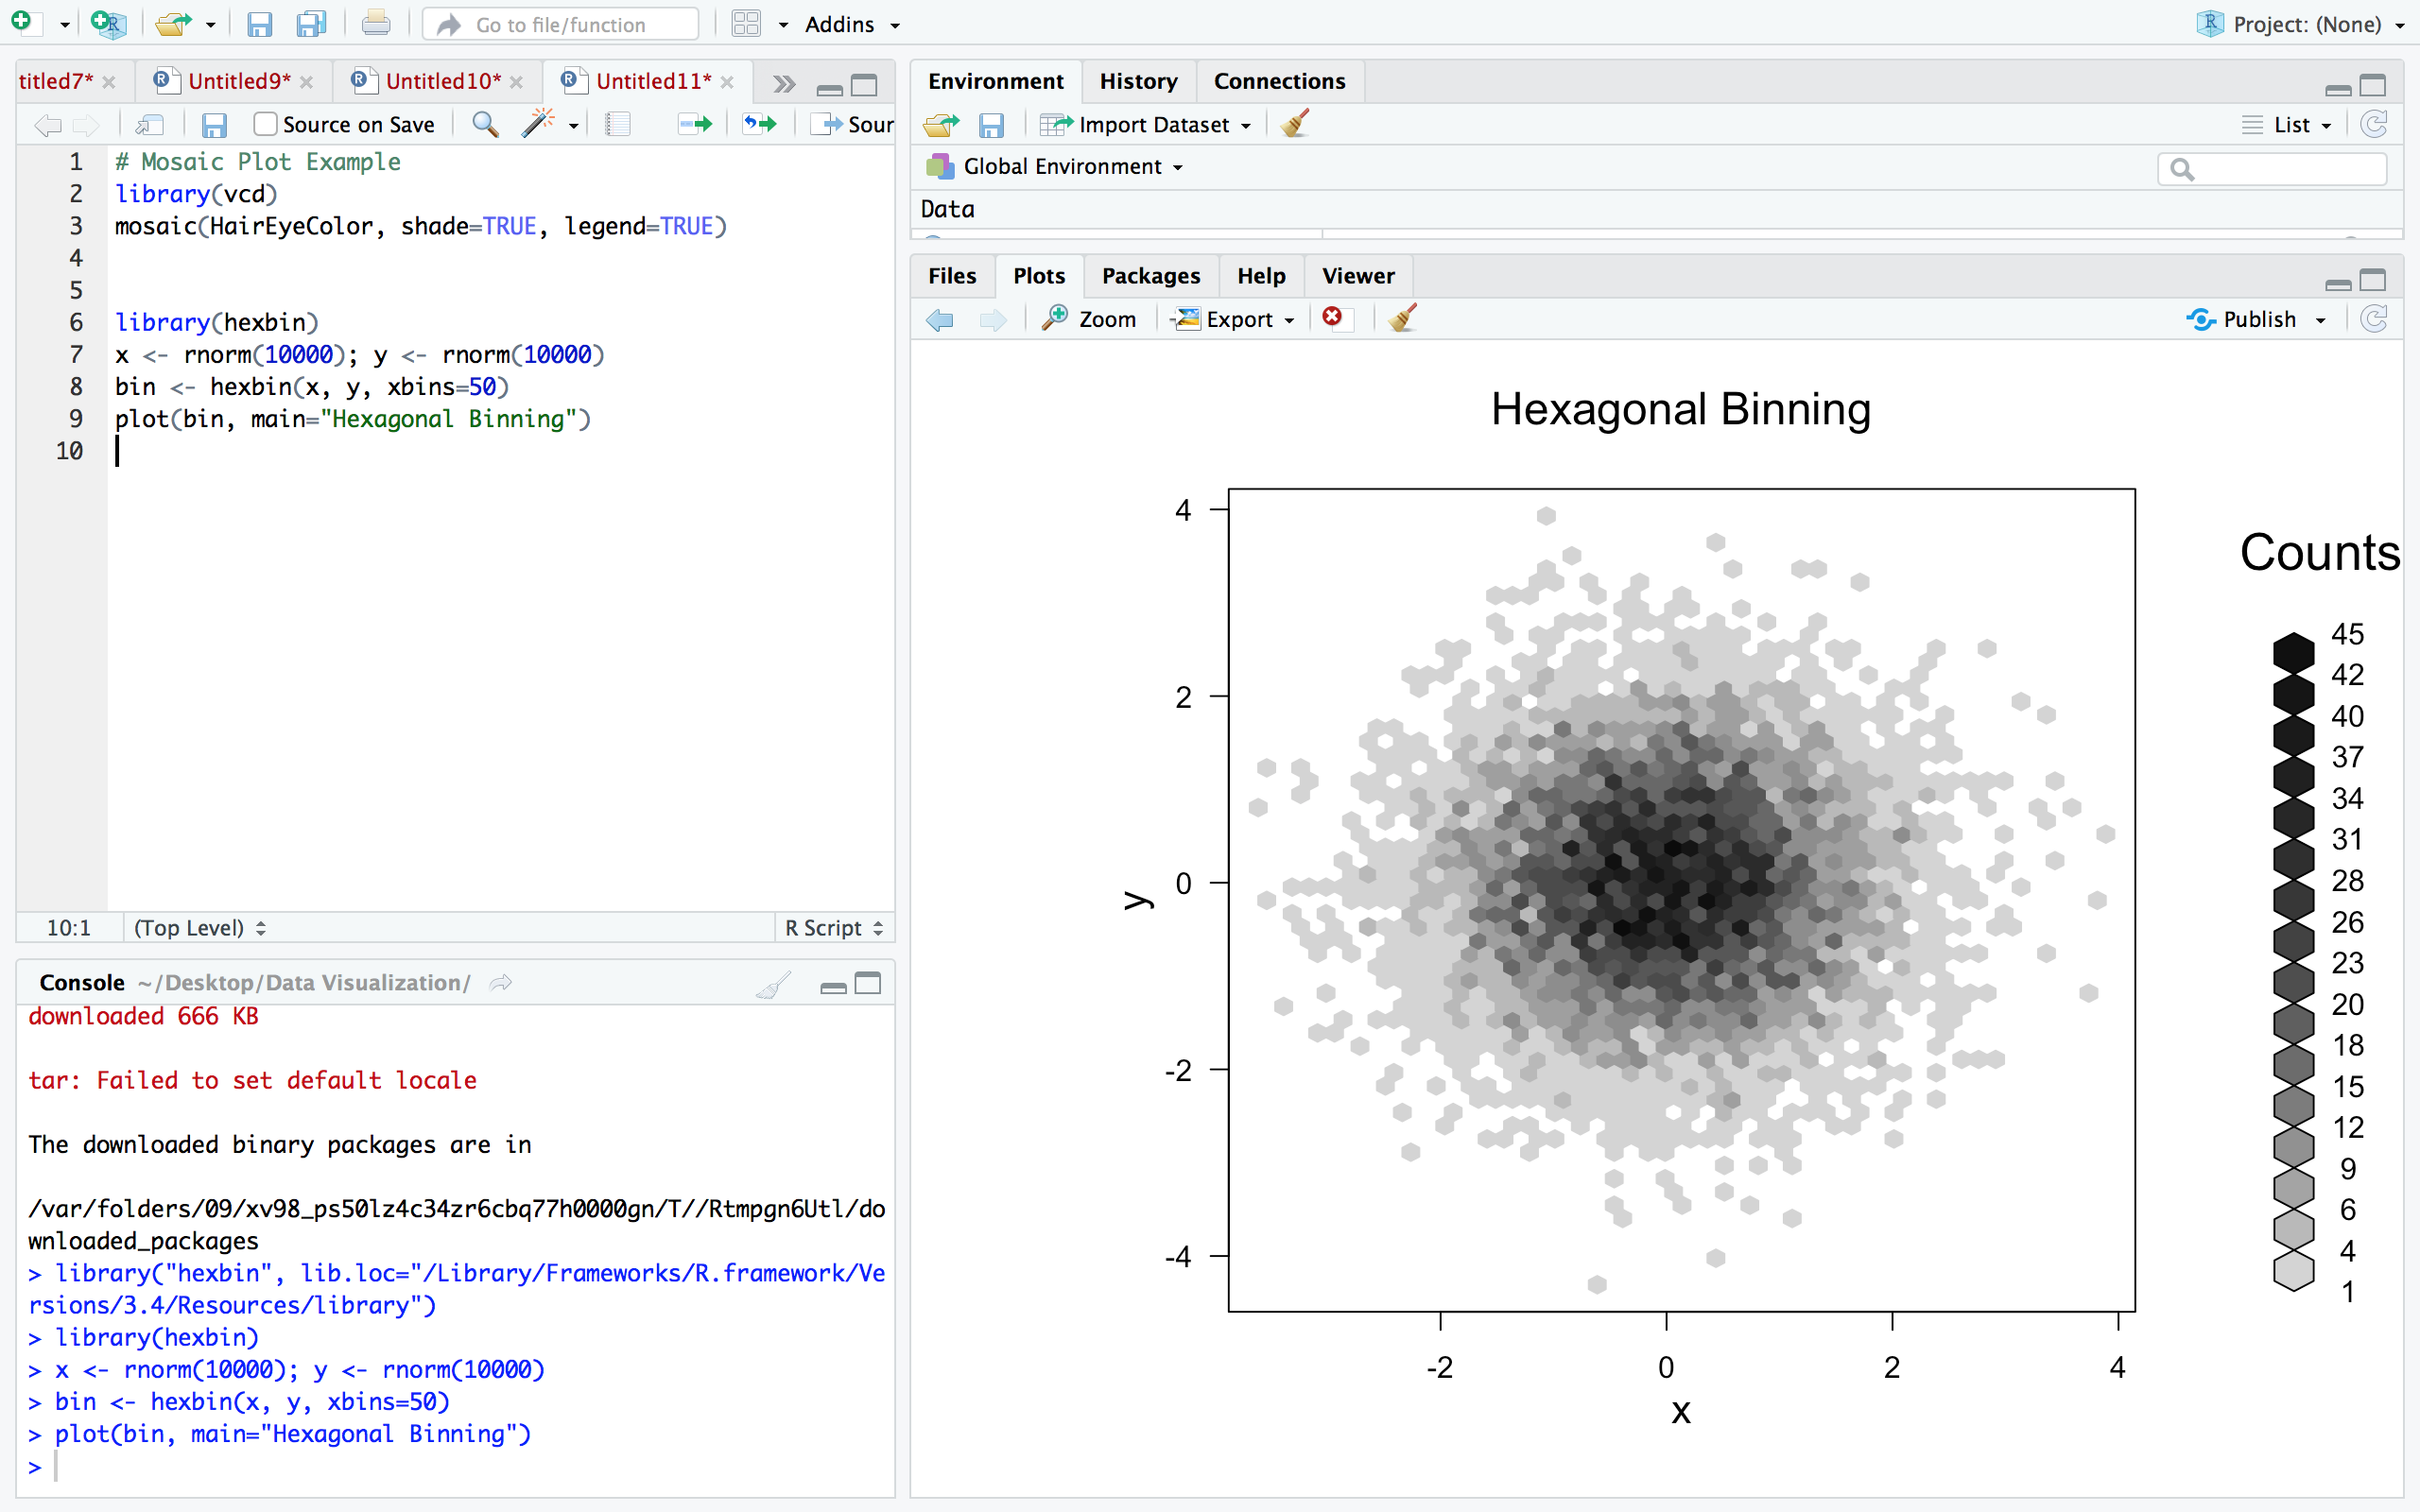 Go to file/function
Addins
Project: (None)
titled7*
Untitled9*
Untitled10*
Untitled11*
Source on Save
Sour
1 # Mosaic Plot Example
2 library(vcd)
3 mosaic(HairEyeColor, shade=TRUE, legend=TRUE)
4
5
6 library(hexbin)
7 x <- rnorm(10000); y <- rnorm(10000)
8 bin <- hexbin(x, y, xbins=50)
9 plot(bin, main="Hexagonal Binning")
10
10:1 (Top Level) R Script
Console ~/Desktop/Data Visualization/
downloaded 666 KB
tar: Failed to set default locale
The downloaded binary packages are in
/var/folders/09/xv98_ps50lz4c34zr6cbq77h0000gn/T//Rtmpgn6Utl/do
wnloaded_packages
> library("hexbin", lib.loc="/Library/Frameworks/R.framework/Ve
rsions/3.4/Resources/library")
> library(hexbin)
> x <- rnorm(10000); y <- rnorm(10000)
> bin <- hexbin(x, y, xbins=50)
> plot(bin, main="Hexagonal Binning")
>
Environment History Connections
Import Dataset
List
Global Environment
Data
Files Plots Packages Help Viewer
Zoom Export Publish
Hexagonal Binning
4
2
0
-2
-4
y
-2 0 2 4
x
Counts
45
42
40
37
34
31
28
26
23
20
18
15
12
9
6
4
1